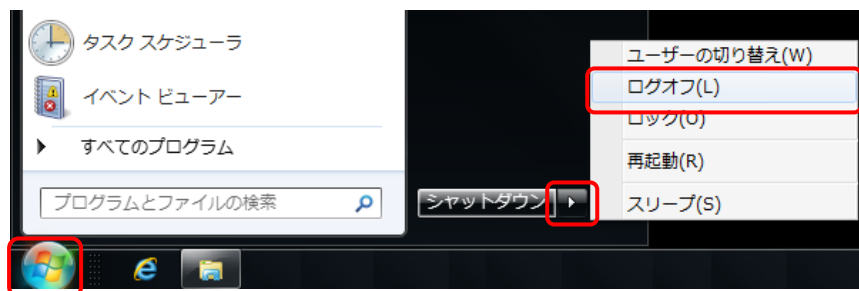 タスク スケジューラ
イベント ビューアー
すべてのプログラム
プログラムとファイルの検索
シャットダウン
ユーザーの切り替え(W)
ログオフ(L)
ロック(O)
再起動(R)
スリープ(S)